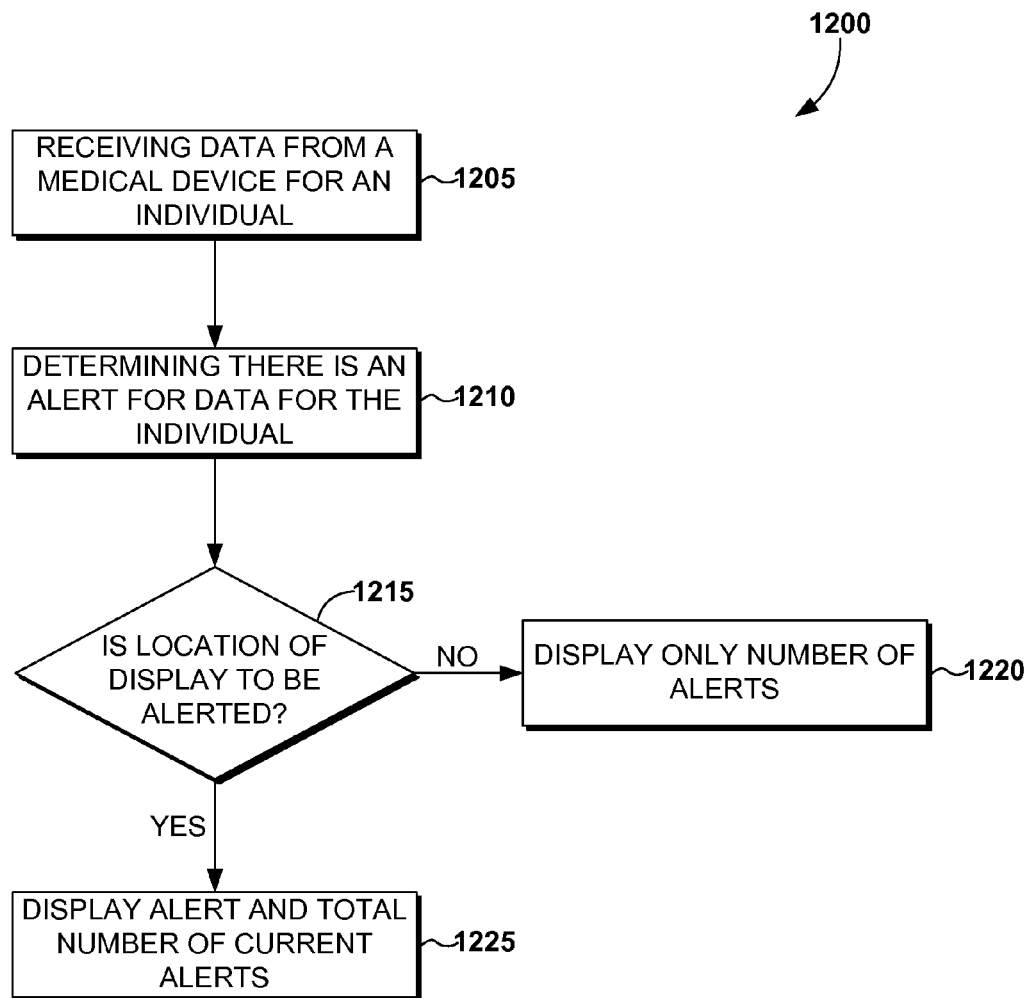 1200
RECEIVING DATA FROM A
MEDICAL DEVICE FOR AN
INDIVIDUAL
1205
DETERMINING THERE IS AN
ALERT FOR DATA FOR THE
INDIVIDUAL
1210
1215
IS LOCATION OF
DISPLAY TO BE
ALERTED?
NO
DISPLAY ONLY NUMBER OF
ALERTS
1220
YES
DISPLAY ALERT AND TOTAL
NUMBER OF CURRENT
ALERTS
1225